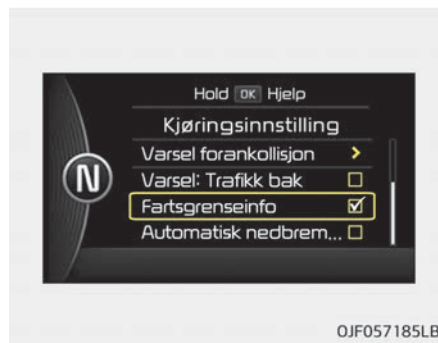 Hold OK Hjelp
Kjøringsinnstilling
Varsel forankollisjon >
Varsel: Trafikk bak
N
Fartsgrenseinfo
Automatisk nedbrem...
OJF057185LB